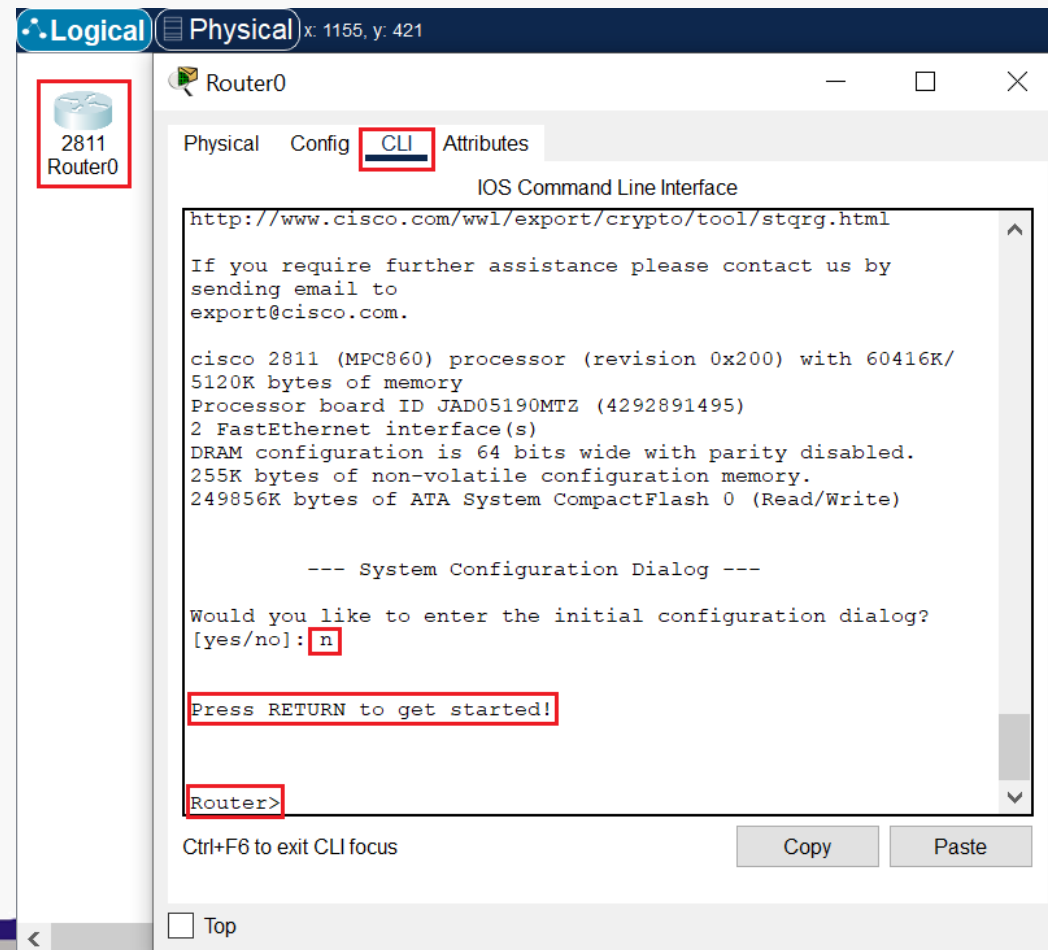 Logical
Physical x: 1155, y: 421
2811
Router0
Router0
Physical Config CLI Attributes
IOS Command Line Interface
http://www.cisco.com/wwl/export/crypto/tool/stqrg.html
If you require further assistance please contact us by
sending email to
export@cisco.com.
cisco 2811 (MPC860) processor (revision 0x200) with 60416K/
5120K bytes of memory
Processor board ID JAD05190MTZ (4292891495)
2 FastEthernet interface(s)
DRAM configuration is 64 bits wide with parity disabled.
255K bytes of non-volatile configuration memory.
249856K bytes of ATA System CompactFlash 0 (Read/Write)
--- System Configuration Dialog ---
Would you like to enter the initial configuration dialog?
[yes/no]: n
Press RETURN to get started!
Router>
Ctrl+F6 to exit CLI focus
Copy
Paste
Top